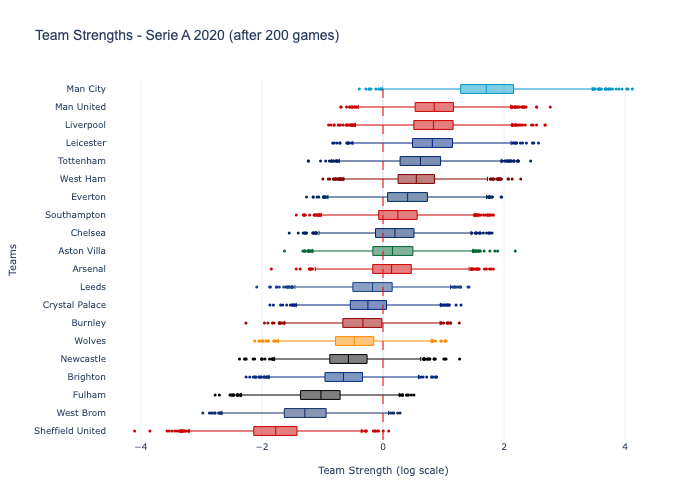 Team Strengths - Serie A 2020 (after 200 games)
Man City
Man United
Liverpool
Leicester
Tottenham
West Ham
Everton
Southampton
Chelsea
Aston Villa
Arsenal
Leeds
Crystal Palace
Burnley
Wolves
Newcastle
Brighton
Fulham
West Brom
Sheffield United
Teams
−4 −2 0 2 4
Team Strength (log scale)